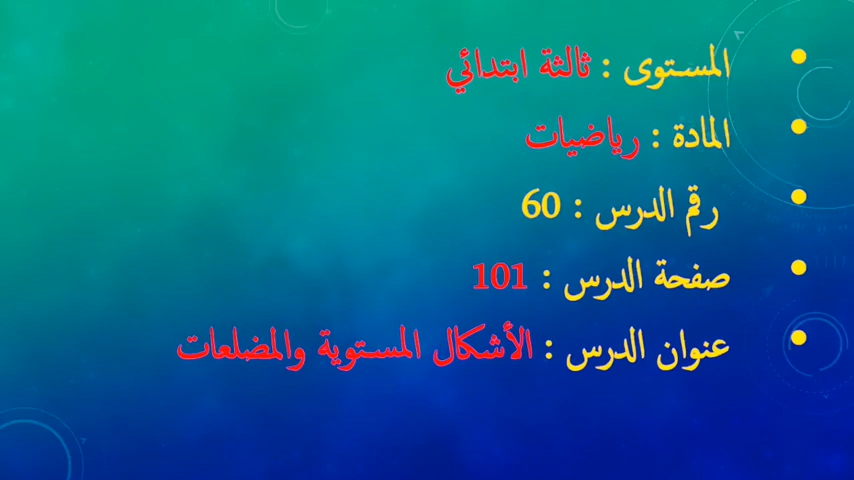 • المستوى : ثالثة ابتدائي
• المادة : رياضيات
• رقم الدرس : 60
• صفحة الدرس : 101
• عنوان الدرس : الأشكال المستوية والمضلعات